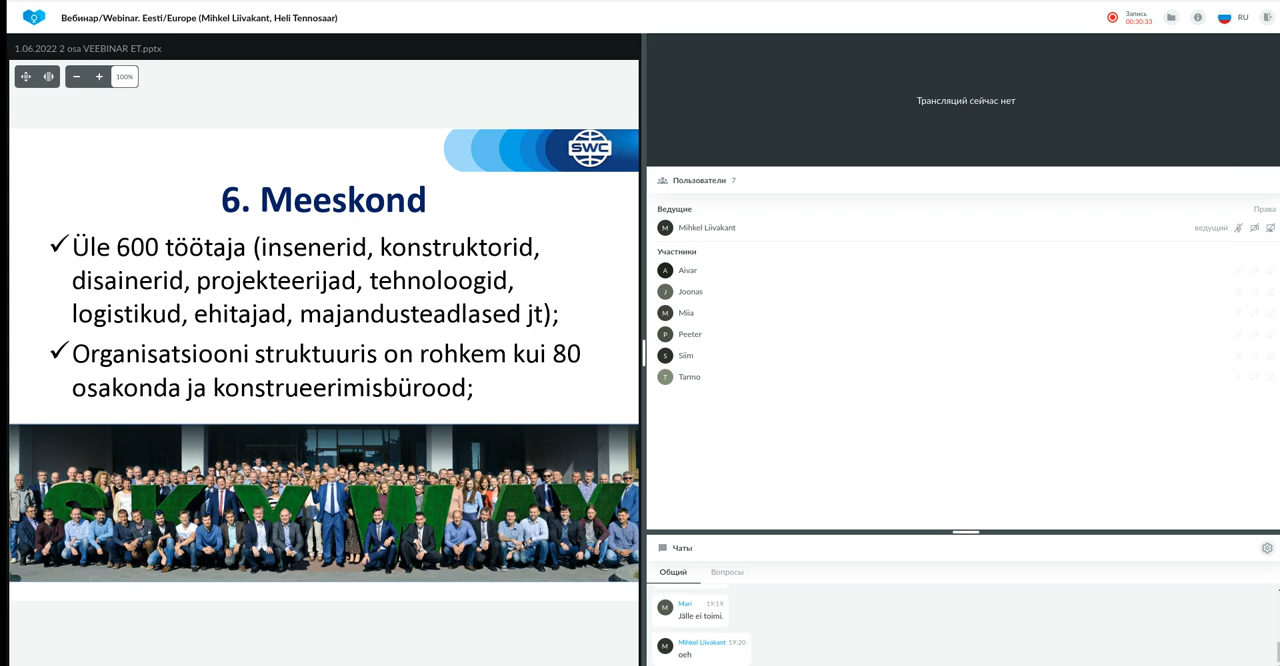 Вебинар/Webinar. Eesti/Europe (Mihkel Liivakant, Heli Tennosaar)
Запись
00:30:33
RU
1.06.2022 2 osa VEEBINAR ET.pptx
100%
SWC
6. Meeskond
Üle 600 töötaja (insenerid, konstruktorid,
disainerid, projekteerijad, tehnoloogid,
logistikud, ehitajad, majandusteadlased jt);
Organisatsiooni struktuuris on rohkem kui 80
osakonda ja konstrueerimisbürood;
SKYWAY
Трансляций сейчас нет
Пользователи 7
Ведущие Права
M Mihkel Liivakant ведущий
Участники
A Aivar
J Joonas
M Miia
P Peeter
S Siim
T Tarmo
Чаты
Общий Вопросы
M Mari 19:19
Jälle ei toimi.
M Mihkel Liivakant 19:20
oeh